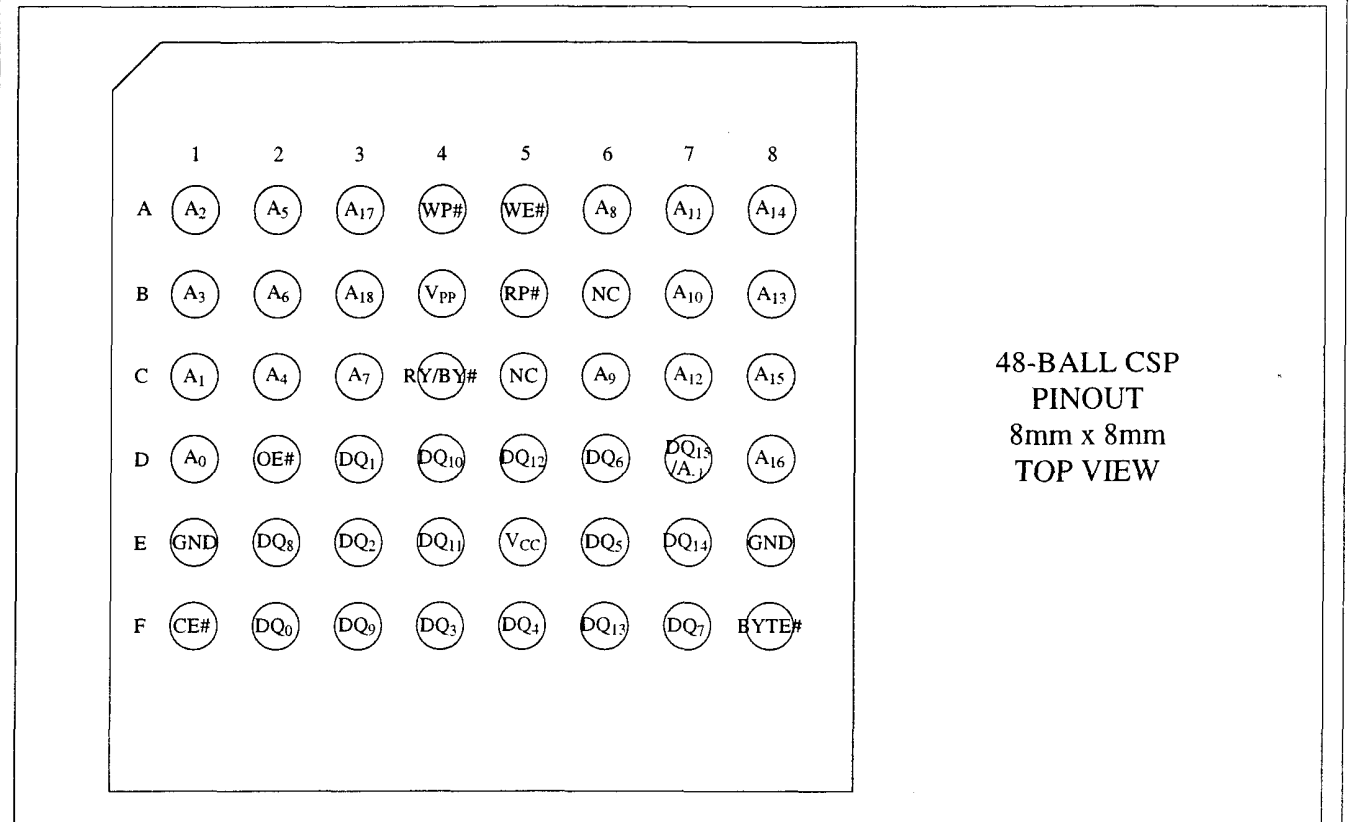 1 2 3 4 5 6 7 8
A A2 A5 A17 WP# WE# A8 A11 A14
B A3 A6 A18 VPP RP# NC A10 A13
C A1 A4 A7 RY/BY# NC A9 A12 A15
D A0 OE# DQ1 DQ10 DQ12 DQ6 DQ15 A16
/A-1
E GND DQ8 DQ2 DQ11 VCC DQ5 DQ14 GND
F CE# DQ0 DQ9 DQ3 DQ4 DQ13 DQ7 BYTE#
48-BALL CSP
PINOUT
8mm x 8mm
TOP VIEW